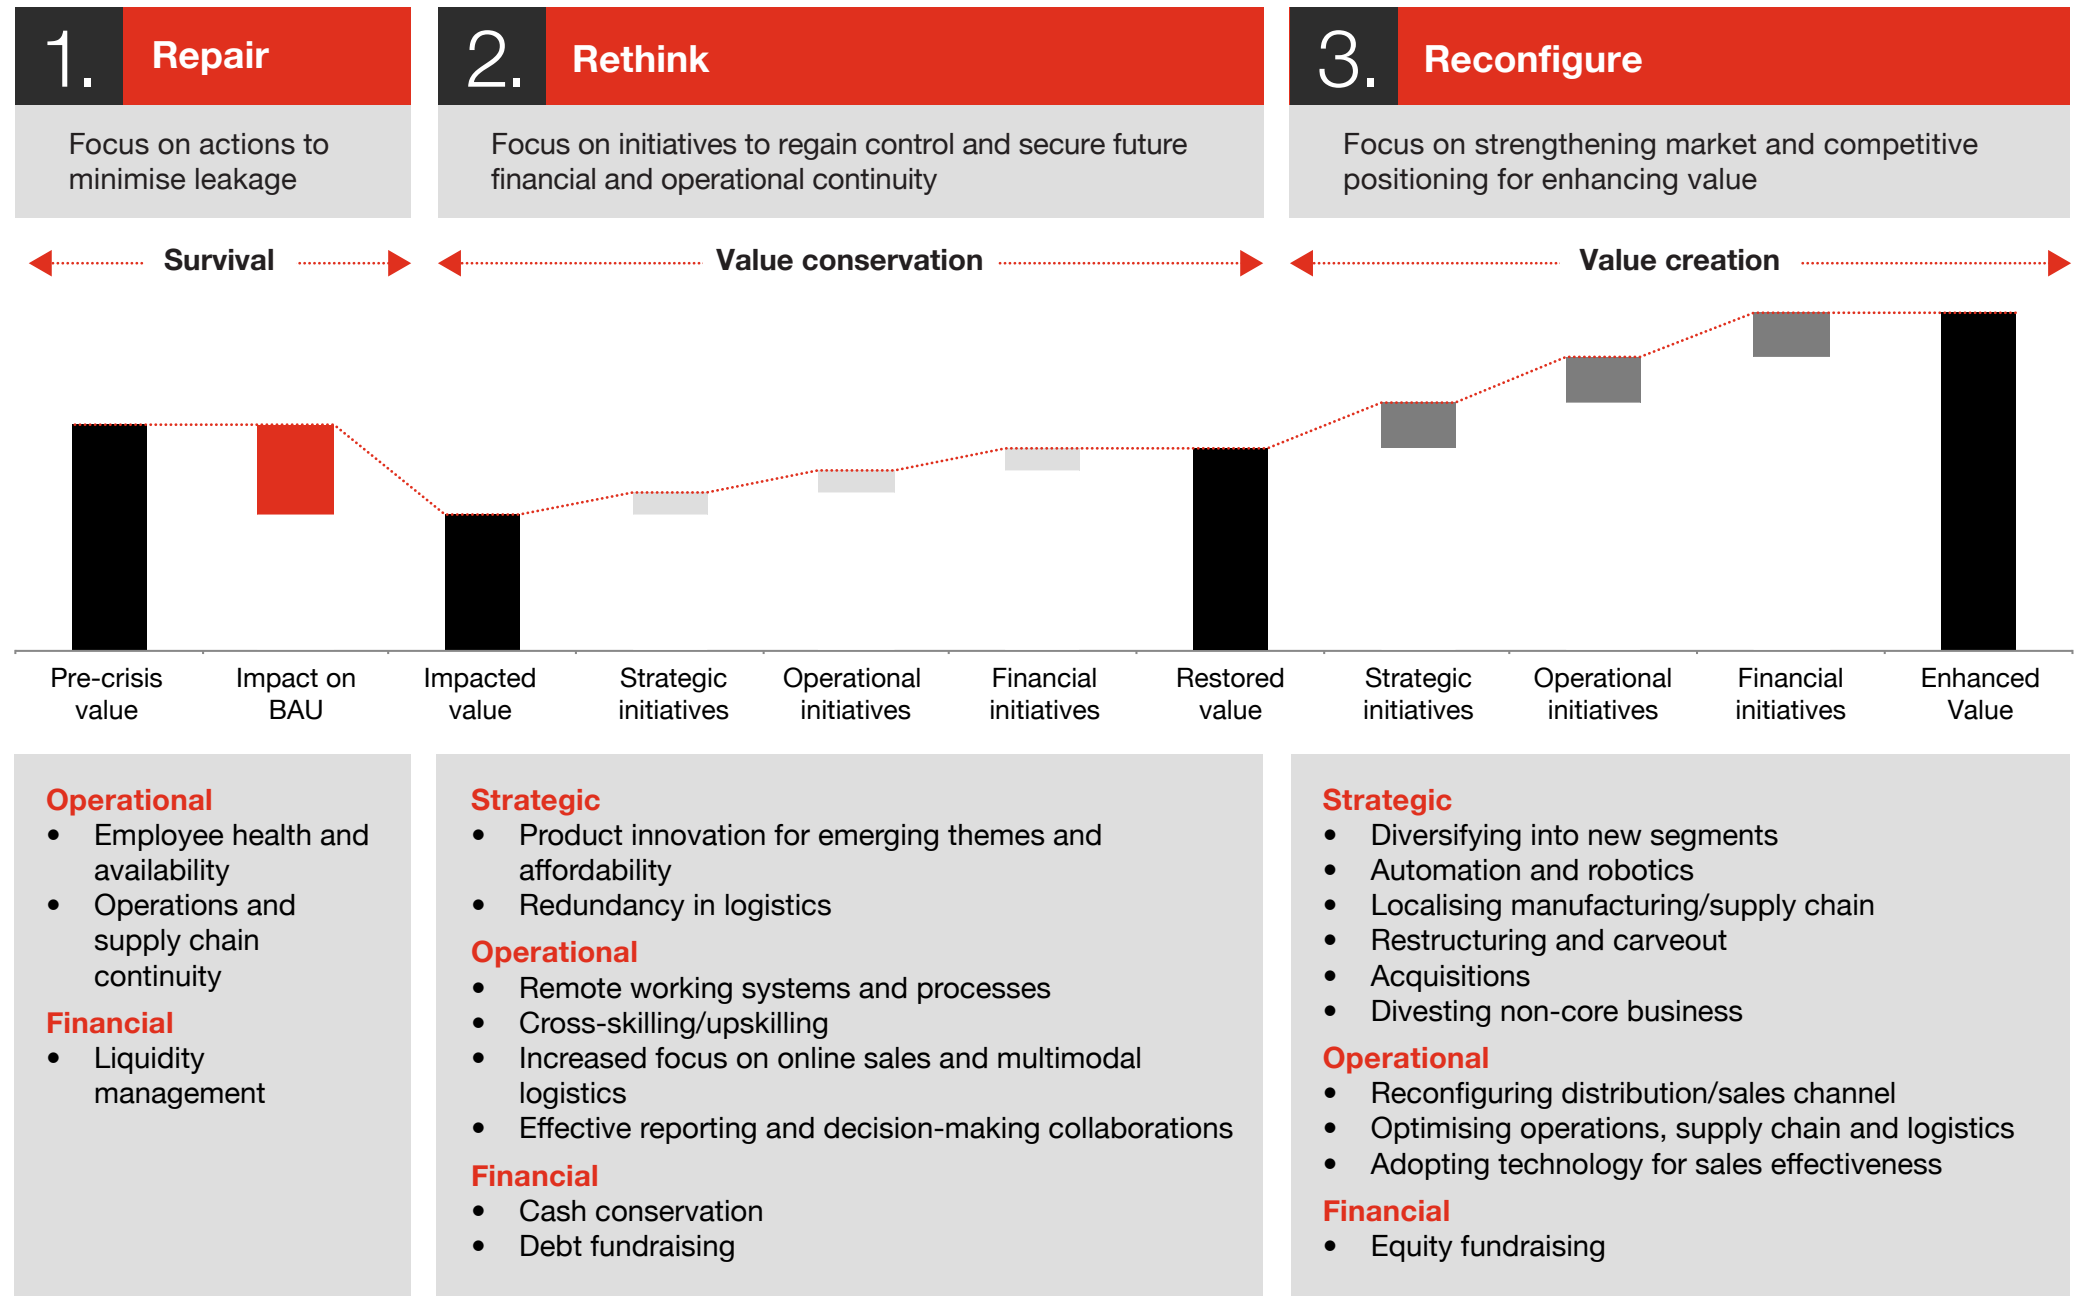 1.
Repair
Focus on actions to
minimise leakage
2.
Rethink
Focus on initiatives to regain control and secure future
financial and operational continuity
3.
Reconfigure
Focus on strengthening market and competitive
positioning for enhancing value
Survival
Value conservation
Value creation
Pre-crisis
value
Impact on
BAU
Impacted
value
Strategic
initiatives
Operational
initiatives
Financial
initiatives
Restored
value
Strategic
initiatives
Operational
initiatives
Financial
initiatives
Enhanced
Value
Operational
• Employee health and
availability
• Operations and
supply chain
continuity
Financial
• Liquidity
management
Strategic
• Product innovation for emerging themes and
affordability
• Redundancy in logistics
Operational
• Remote working systems and processes
• Cross-skilling/upskilling
• Increased focus on online sales and multimodal
logistics
• Effective reporting and decision-making collaborations
Financial
• Cash conservation
• Debt fundraising
Strategic
• Diversifying into new segments
• Automation and robotics
• Localising manufacturing/supply chain
• Restructuring and carveout
• Acquisitions
• Divesting non-core business
Operational
• Reconfiguring distribution/sales channel
• Optimising operations, supply chain and logistics
• Adopting technology for sales effectiveness
Financial
• Equity fundraising